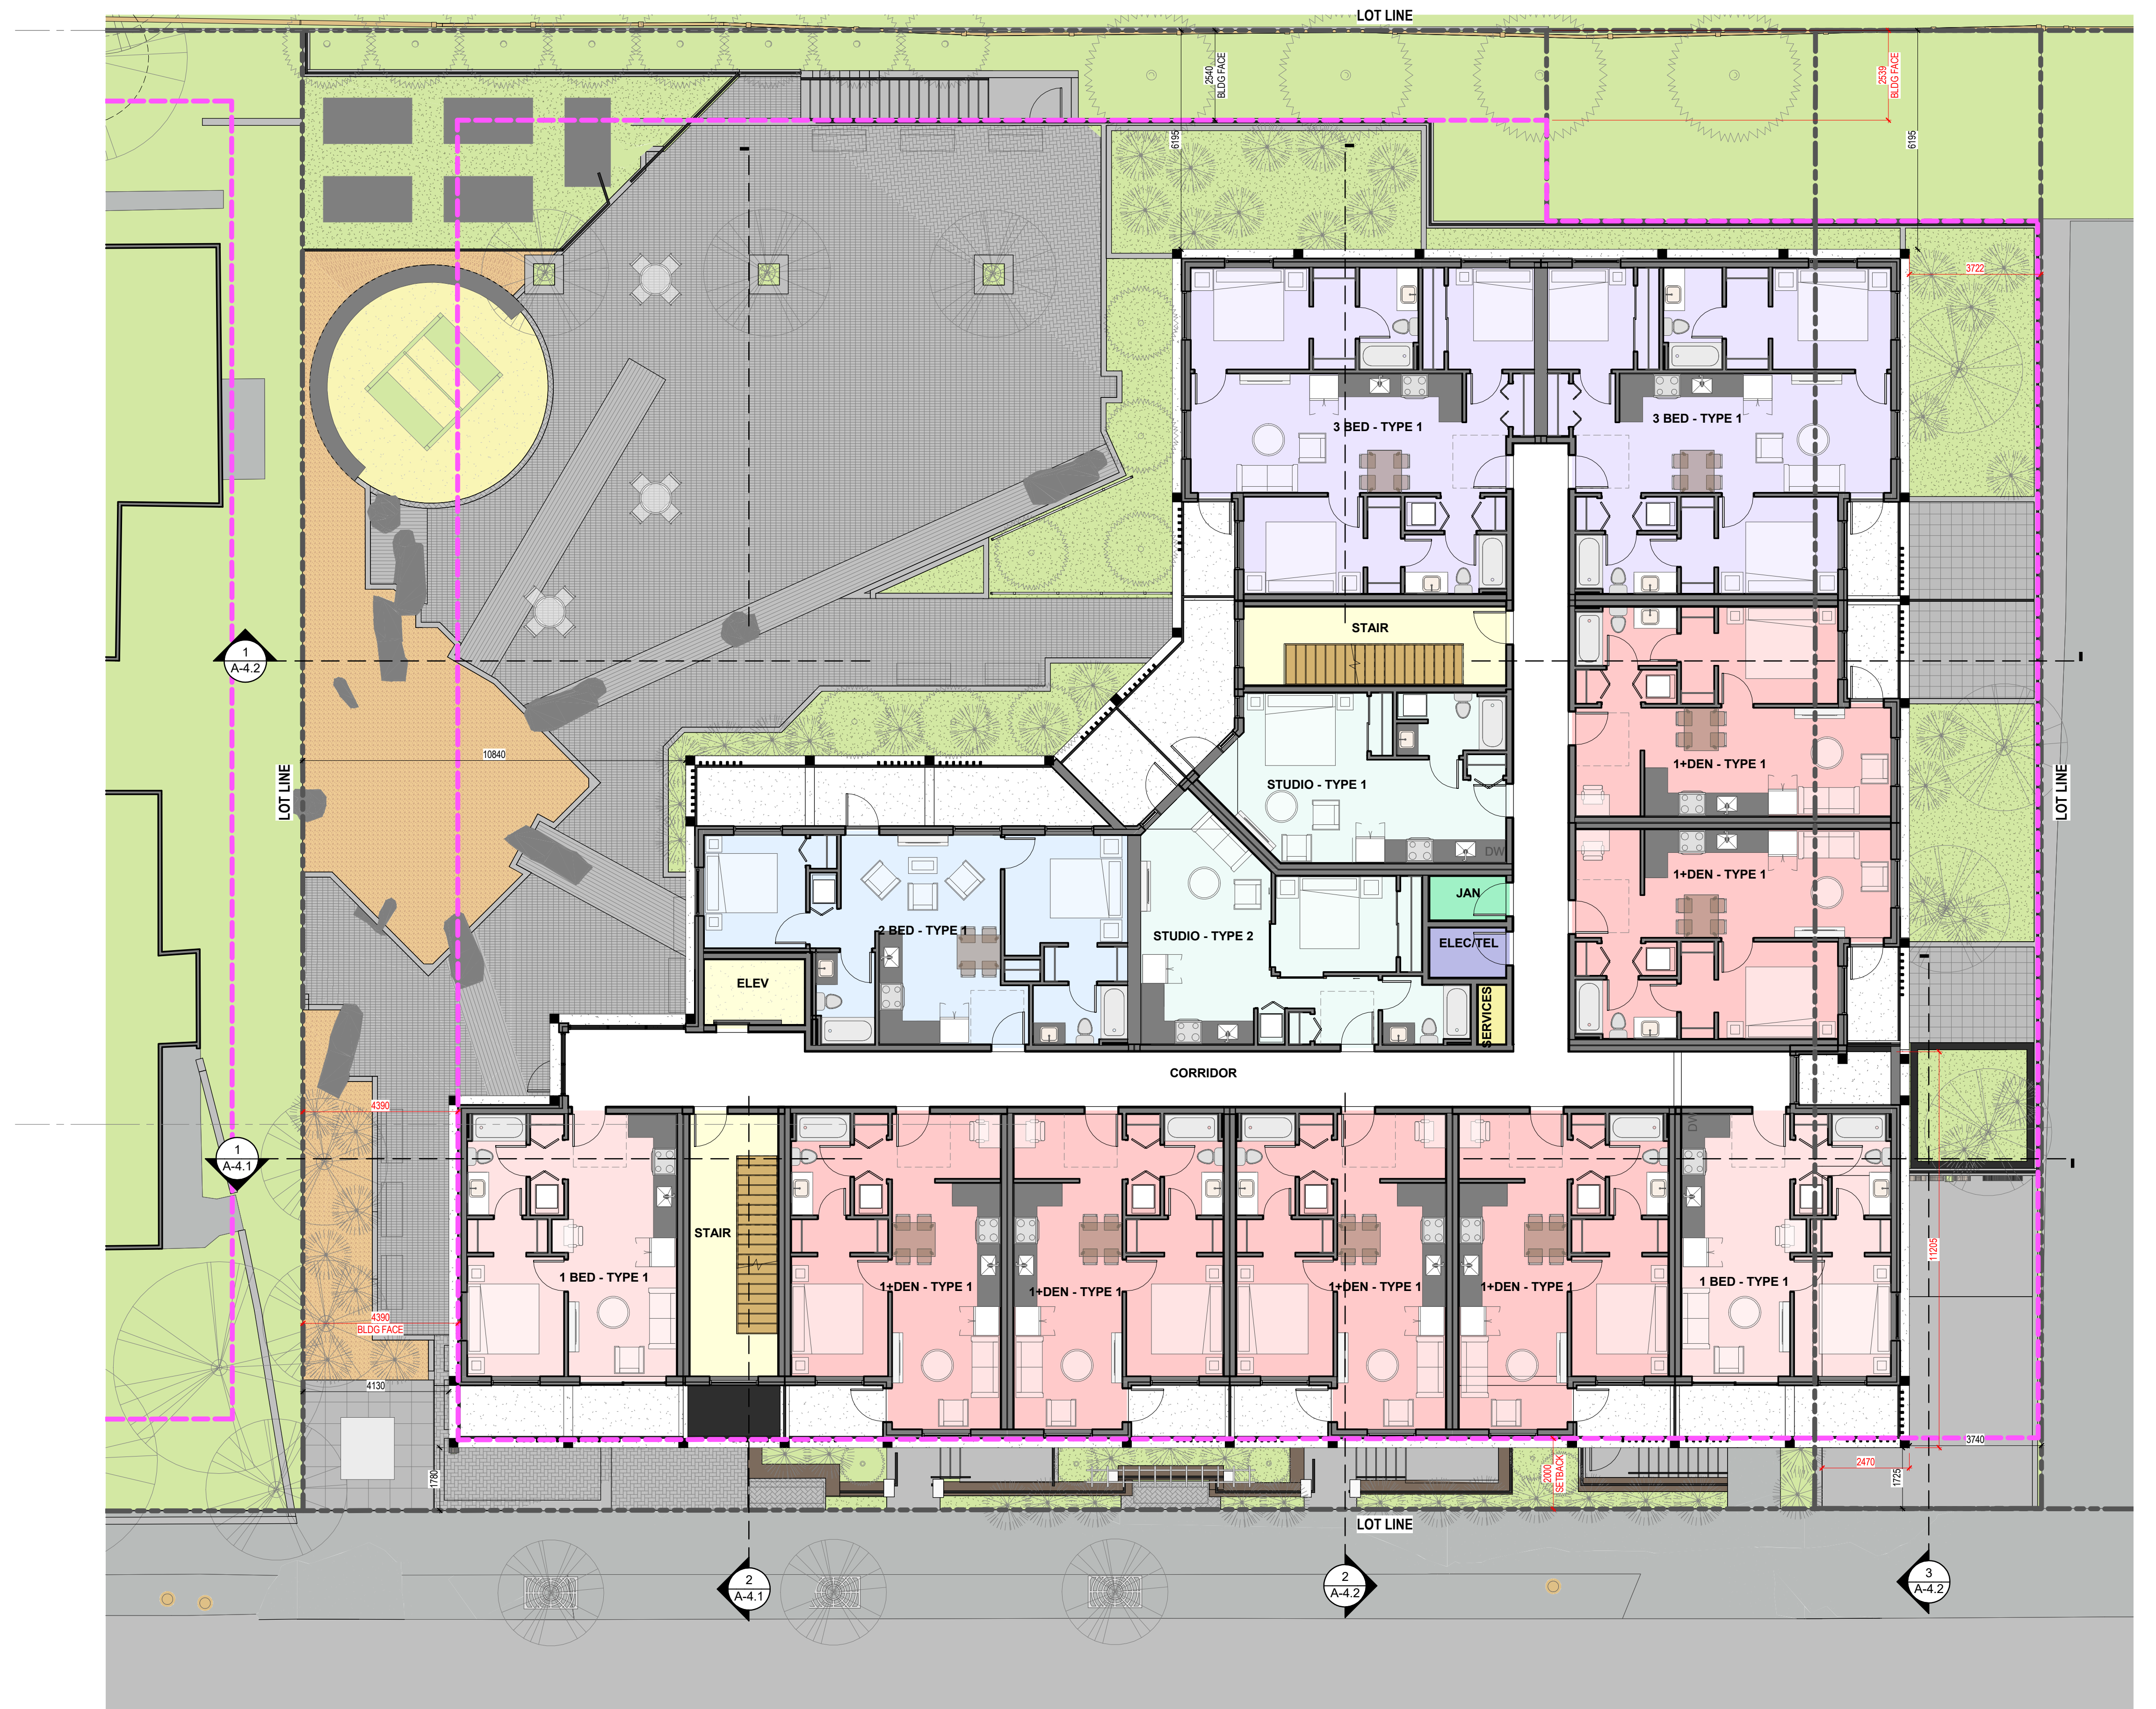 LOT LINE
2540
BLDG FACE
2539
BLDG FACE
6195
6195
3722
3 BED - TYPE 1
3 BED - TYPE 1
STAIR
1
A-4.2
10840
LOT LINE
STUDIO - TYPE 1
1+DEN - TYPE 1
LOT LINE
DW
1+DEN - TYPE 1
JAN
2 BED - TYPE 1
STUDIO - TYPE 2
ELEC/TEL
ELEV
SERVICES
CORRIDOR
4390
DW
1
A-4.1
STAIR
11205
1 BED - TYPE 1
1+DEN - TYPE 1
1+DEN - TYPE 1
1+DEN - TYPE 1
1+DEN - TYPE 1
1 BED - TYPE 1
4390
BLDG FACE
4130
3740
2470
1780
2000
SETBACK
1725
LOT LINE
2
A-4.1
2
A-4.2
3
A-4.2